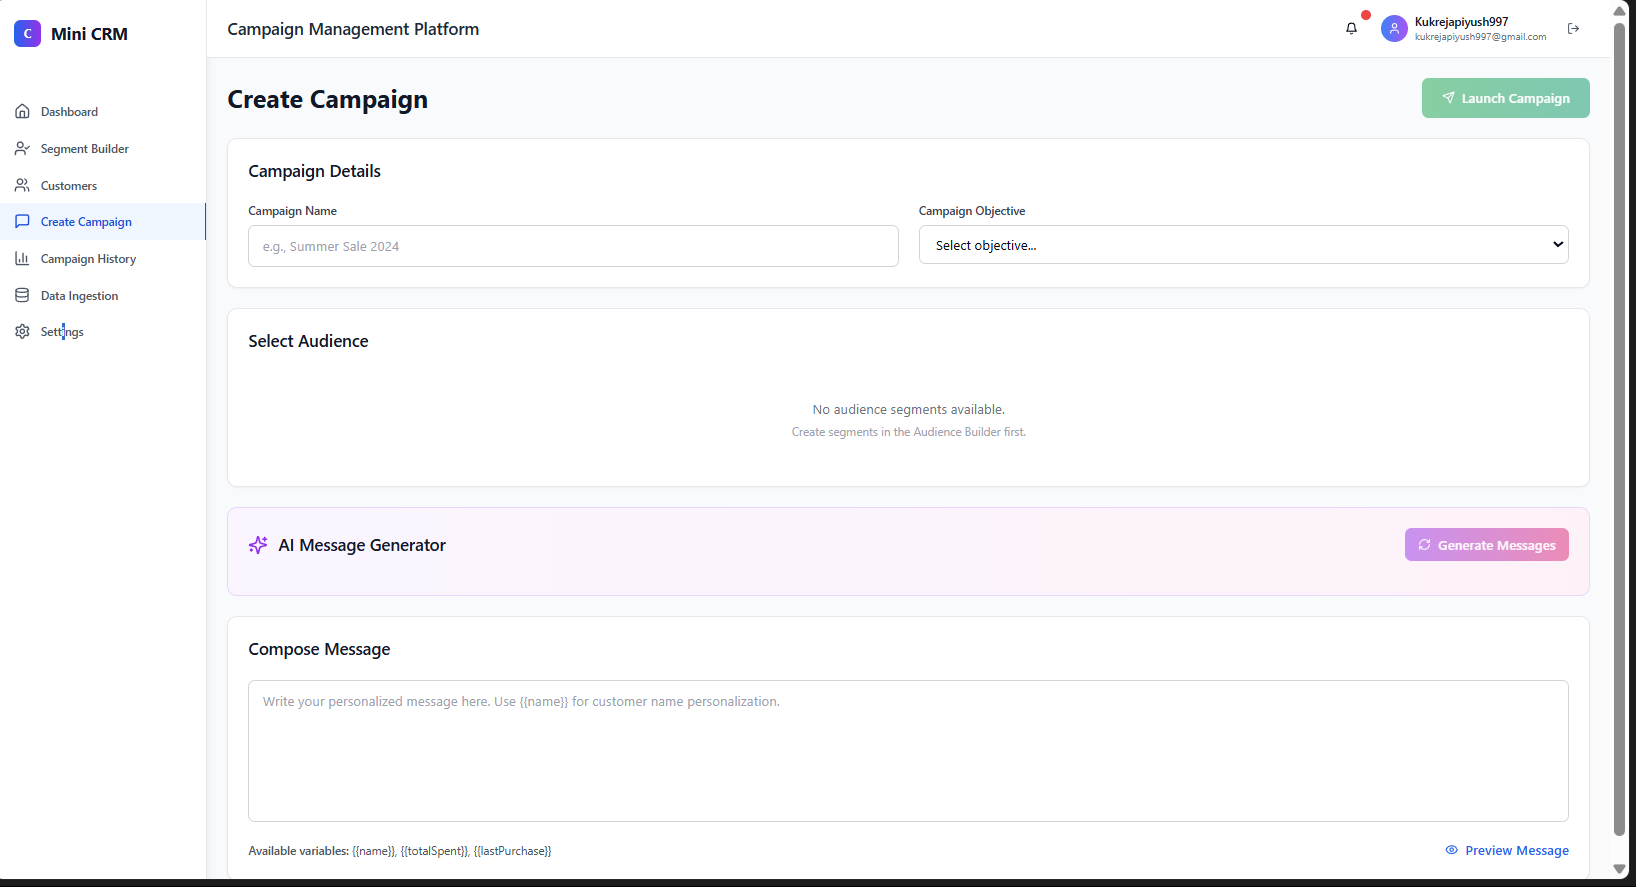 C Mini CRM
Campaign Management Platform
Kukrejapiyush997
kukrejapiyush997@gmail.com
Dashboard
Segment Builder
Customers
Create Campaign
Campaign History
Data Ingestion
Settings
Create Campaign
Launch Campaign
Campaign Details
Campaign Name
Campaign Objective
e.g., Summer Sale 2024
Select objective...
Select Audience
No audience segments available.
Create segments in the Audience Builder first.
AI Message Generator
Generate Messages
Compose Message
Write your personalized message here. Use {{name}} for customer name personalization.
Available variables: {{name}}, {{totalSpent}}, {{lastPurchase}}
Preview Message